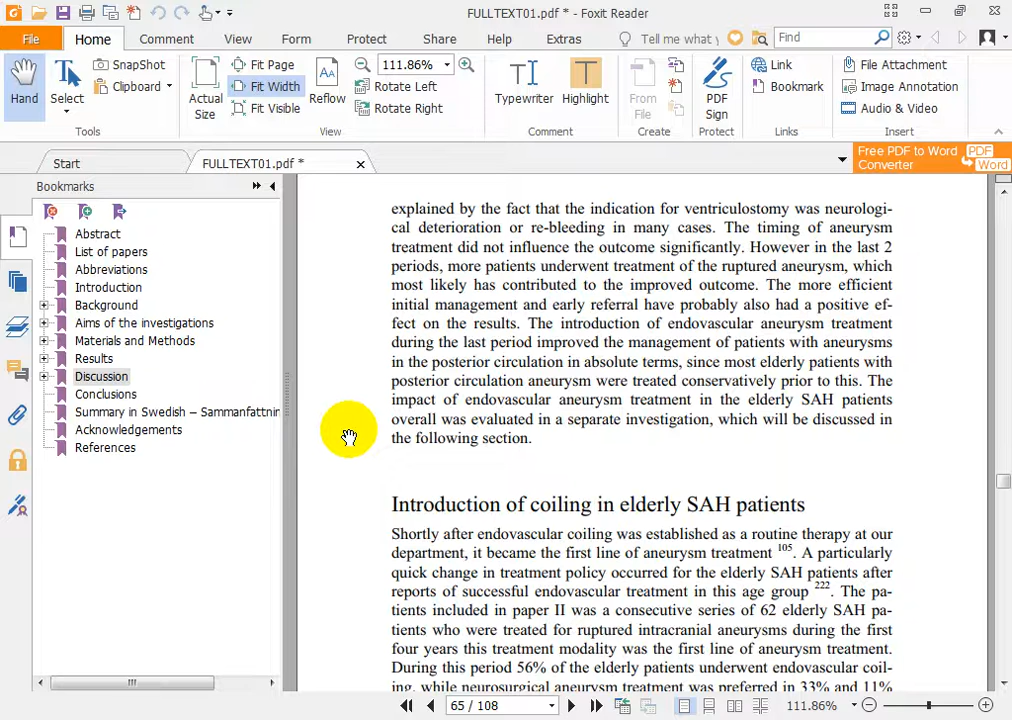 FULLTEXT01.pdf * - Foxit Reader
File
Home
Comment
View
Form
Protect
Share
Help
Extras
Tell me what y
Find
Hand
Select
SnapShot
Clipboard
Tools
Actual Size
Fit Page
Fit Width
Fit Visible
Reflow
111.86%
Rotate Left
Rotate Right
View
Typewriter
Highlight
Comment
From File
Create
PDF Sign
Protect
Link
Bookmark
Links
File Attachment
Image Annotation
Audio & Video
Insert
Start
FULLTEXT01.pdf *
Free PDF to Word Converter
PDF
Word
Bookmarks
Abstract
List of papers
Abbreviations
Introduction
Background
Aims of the investigations
Materials and Methods
Results
Discussion
Conclusions
Summary in Swedish – Sammanfattnin
Acknowledgements
References
explained by the fact that the indication for ventriculostomy was neurologi-
cal deterioration or re-bleeding in many cases. The timing of aneurysm
treatment did not influence the outcome significantly. However in the last 2
periods, more patients underwent treatment of the ruptured aneurysm, which
most likely has contributed to the improved outcome. The more efficient
initial management and early referral have probably also had a positive ef-
fect on the results. The introduction of endovascular aneurysm treatment
during the last period improved the management of patients with aneurysms
in the posterior circulation in absolute terms, since most elderly patients with
posterior circulation aneurysm were treated conservatively prior to this. The
impact of endovascular aneurysm treatment in the elderly SAH patients
overall was evaluated in a separate investigation, which will be discussed in
the following section.
Introduction of coiling in elderly SAH patients
Shortly after endovascular coiling was established as a routine therapy at our
department, it became the first line of aneurysm treatment 105. A particularly
quick change in treatment policy occurred for the elderly SAH patients after
reports of successful endovascular treatment in this age group 222. The pa-
tients included in paper II was a consecutive series of 62 elderly SAH pa-
tients who were treated for ruptured intracranial aneurysms during the first
four years this treatment modality was the first line of aneurysm treatment.
During this period 56% of the elderly patients underwent endovascular coil-
ing, while neurosurgical aneurysm treatment was preferred in 33% and 11%
65 / 108
111.86%